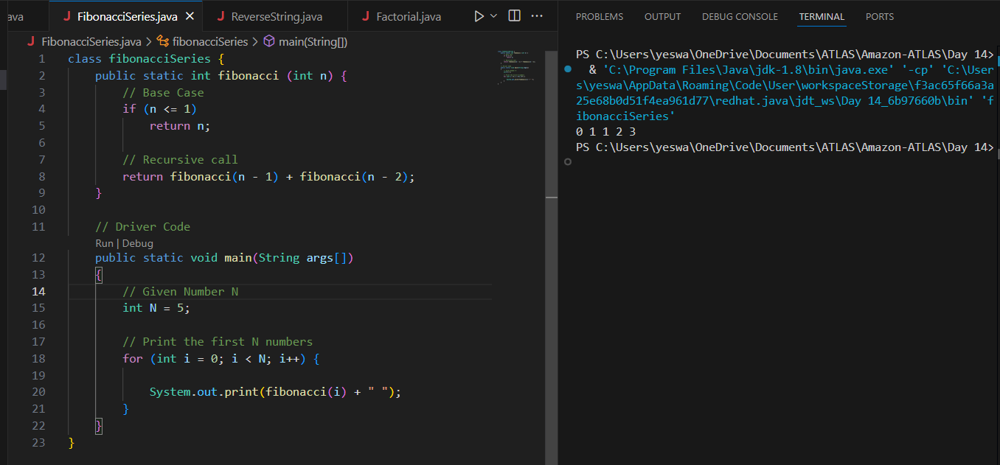 ava
FibonacciSeries.java
ReverseString.java
Factorial.java
PROBLEMS OUTPUT DEBUG CONSOLE TERMINAL PORTS
J FibonacciSeries.java > fibonacciSeries > main(String[])
1 class fibonacciSeries {
2 public static int fibonacci (int n) {
3 // Base Case
4 if (n <= 1)
5 return n;
6
7 // Recursive call
8 return fibonacci(n - 1) + fibonacci(n - 2);
9 }
10
11 // Driver Code
Run | Debug
12 public static void main(String args[])
13 {
14 // Given Number N
15 int N = 5;
16
17 // Print the first N numbers
18 for (int i = 0; i < N; i++) {
19
20 System.out.print(fibonacci(i) + " ");
21 }
22 }
23 }
PS C:\Users\yeswa\OneDrive\Documents\ATLAS\Amazon-ATLAS\Day 14>
& 'C:\Program Files\Java\jdk-1.8\bin\java.exe' '-cp' 'C:\User
s\yeswa\AppData\Roaming\Code\User\workspaceStorage\f3ac65f66a3a
25e68b0d51f4ea961d77\redhat.java\jdt_ws\Day 14_6b97660b\bin' 'f
ibonacciSeries'
0 1 1 2 3
PS C:\Users\yeswa\OneDrive\Documents\ATLAS\Amazon-ATLAS\Day 14>